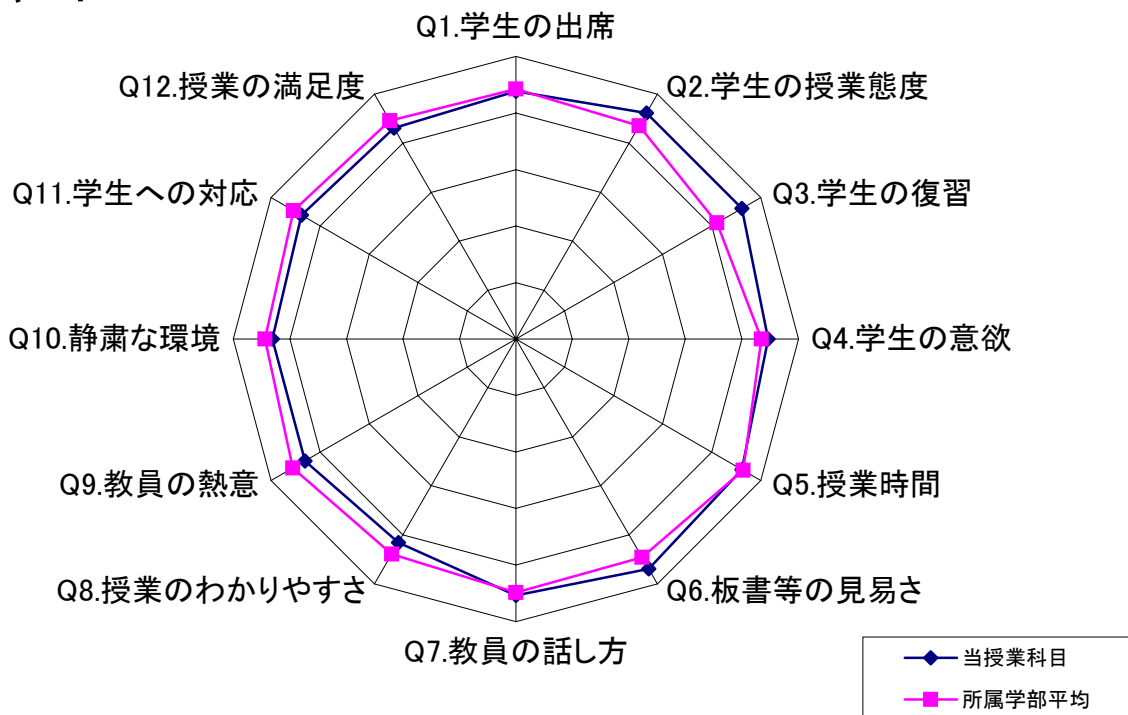 Q1.学生の出席
Q2.学生の授業態度
Q3.学生の復習
Q4.学生の意欲
Q5.授業時間
Q6.板書等の見易さ
Q7.教員の話し方
Q8.授業のわかりやすさ
Q9.教員の熱意
Q10.静粛な環境
Q11.学生への対応
Q12.授業の満足度
当授業科目
所属学部平均